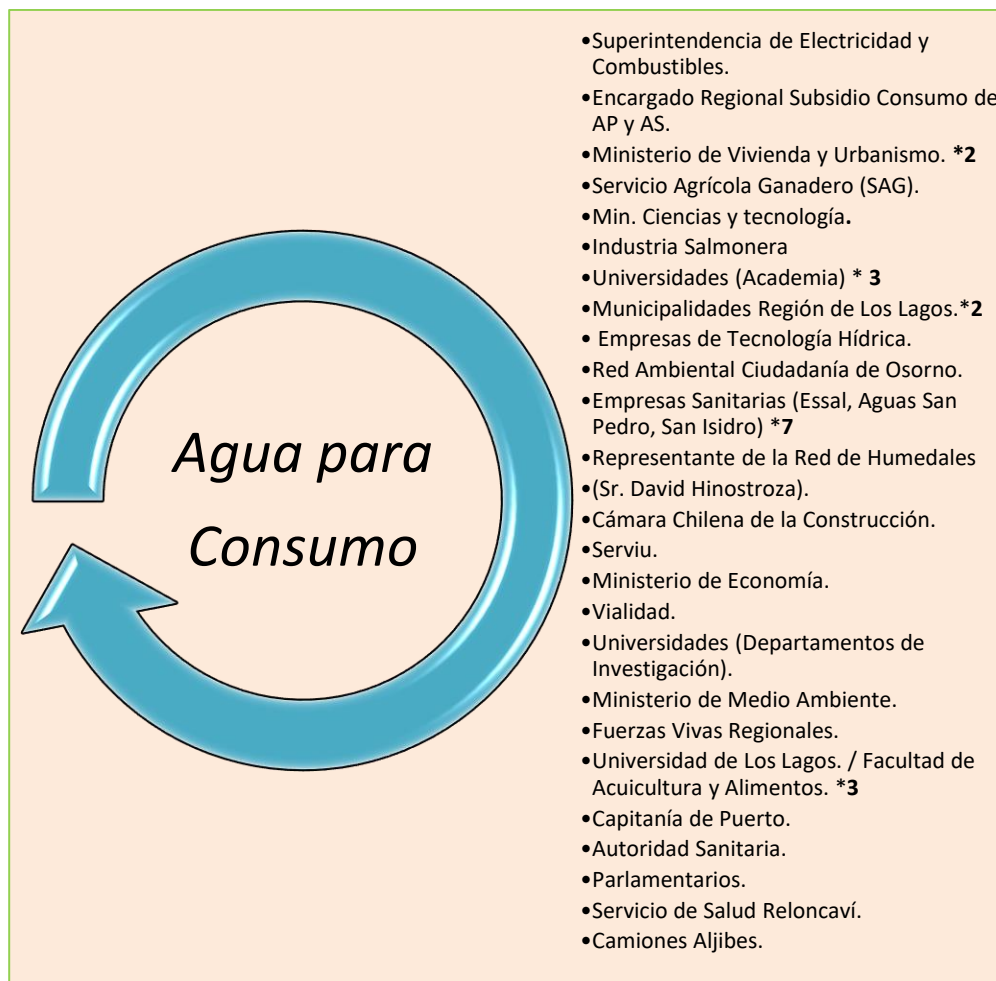 Agua para
Consumo
•Superintendencia de Electricidad y
Combustibles.
•Encargado Regional Subsidio Consumo de
AP y AS.
•Ministerio de Vivienda y Urbanismo. *2
•Servicio Agrícola Ganadero (SAG).
•Min. Ciencias y tecnología.
•Industria Salmonera
•Universidades (Academia) * 3
•Municipalidades Región de Los Lagos.*2
• Empresas de Tecnología Hídrica.
•Red Ambiental Ciudadanía de Osorno.
•Empresas Sanitarias (Essal, Aguas San
Pedro, San Isidro) *7
•Representante de la Red de Humedales
•(Sr. David Hinostroza).
•Cámara Chilena de la Construcción.
•Serviu.
•Ministerio de Economía.
•Vialidad.
•Universidades (Departamentos de
Investigación).
•Ministerio de Medio Ambiente.
•Fuerzas Vivas Regionales.
•Universidad de Los Lagos. / Facultad de
Acuicultura y Alimentos. *3
•Capitanía de Puerto.
•Autoridad Sanitaria.
•Parlamentarios.
•Servicio de Salud Reloncaví.
•Camiones Aljibes.